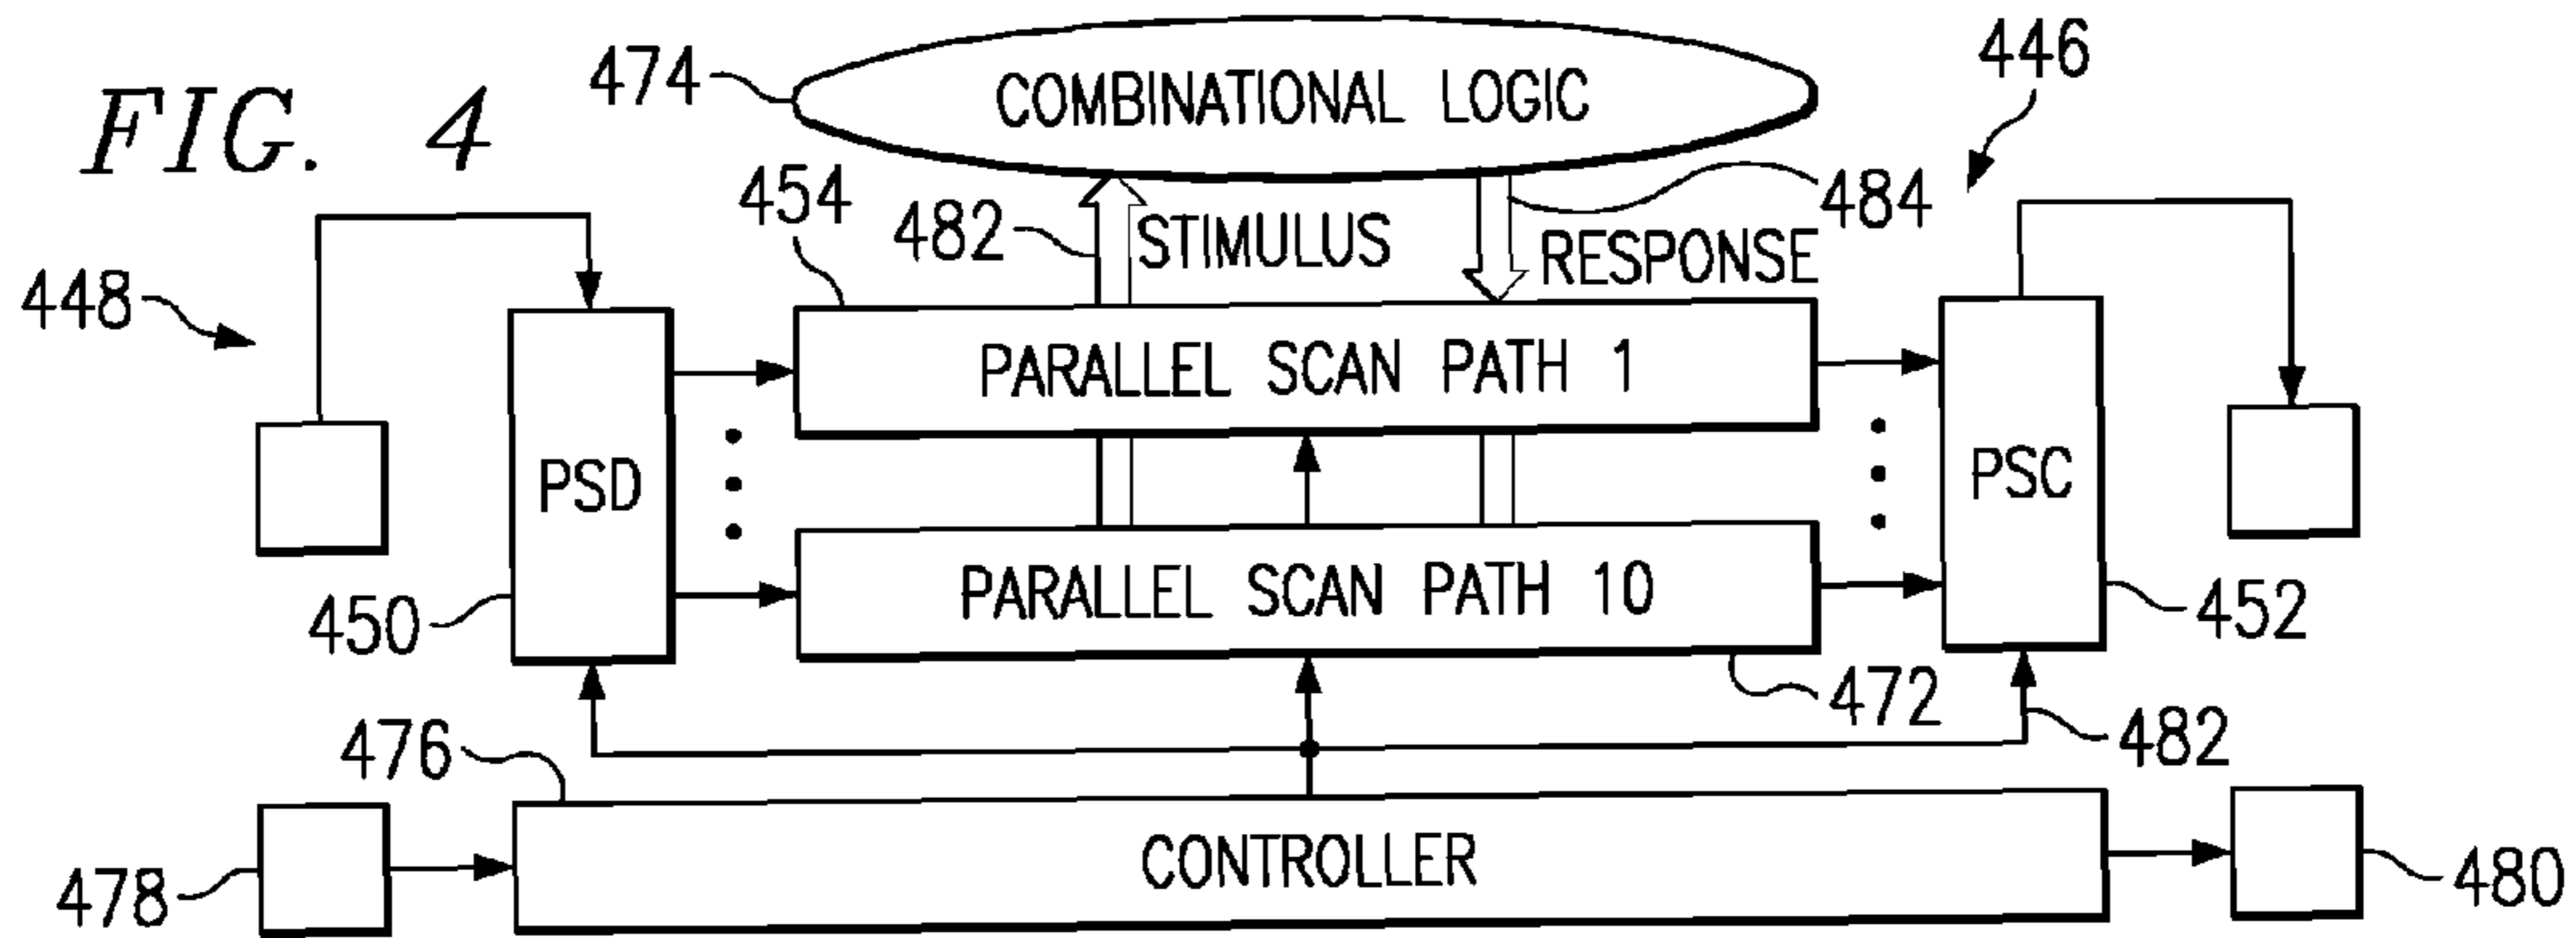 FIG. 4
474
COMBINATIONAL LOGIC
446
454
482
STIMULUS
484
RESPONSE
448
PARALLEL SCAN PATH 1
PSD
PSC
450
PARALLEL SCAN PATH 10
452
472
476
482
478
CONTROLLER
480